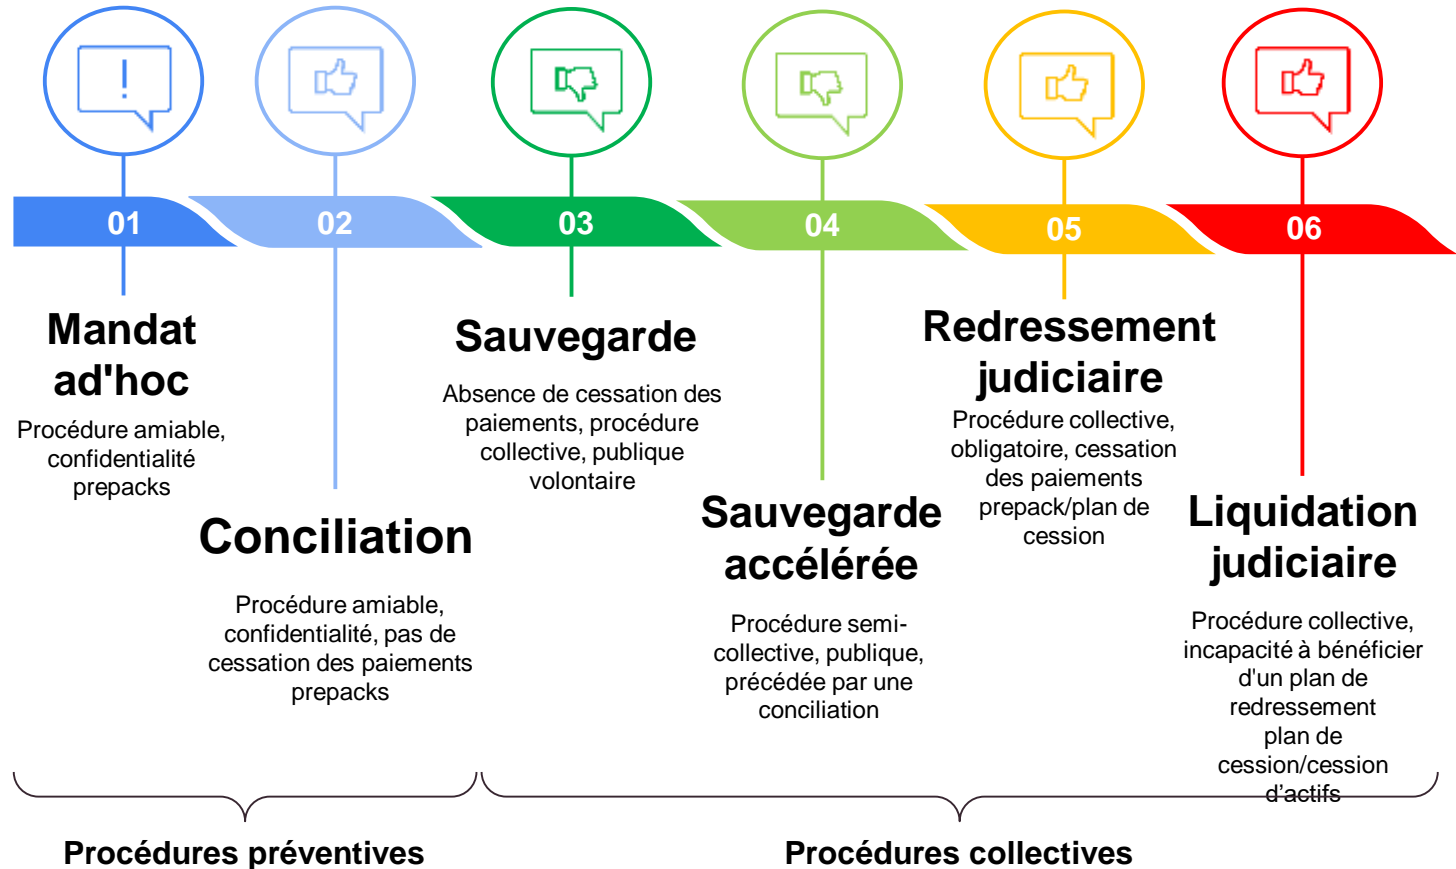 01
02
03
04
05
06
Mandat
ad'hoc
Procédure amiable,
confidentialité
prepacks
Conciliation
Procédure amiable,
confidentialité, pas de
cessation des paiements
prepacks
Sauvegarde
Absence de cessation des
paiements, procédure
collective, publique
volontaire
Sauvegarde
accélérée
Procédure semi-
collective, publique,
précédée par une
conciliation
Redressement
judiciaire
Procédure collective,
obligatoire, cessation
des paiements
prepack/plan de
cession
Liquidation
judiciaire
Procédure collective,
incapacité à bénéficier
d'un plan de
redressement
plan de
cession/cession
d’actifs
Procédures préventives
Procédures collectives